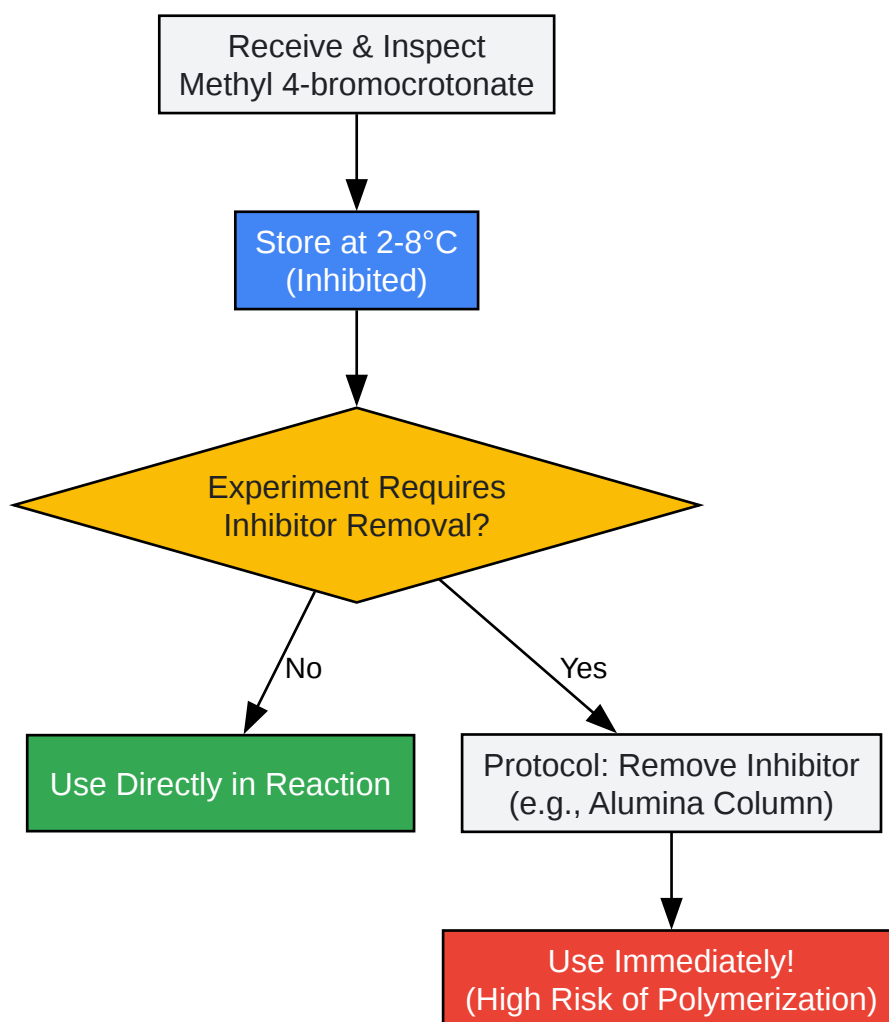 Receive & Inspect
Methyl 4-bromocrotonate
Store at 2-8°C
(Inhibited)
Experiment Requires
Inhibitor Removal?
No
Yes
Use Directly in Reaction
Protocol: Remove Inhibitor
(e.g., Alumina Column)
Use Immediately!
(High Risk of Polymerization)